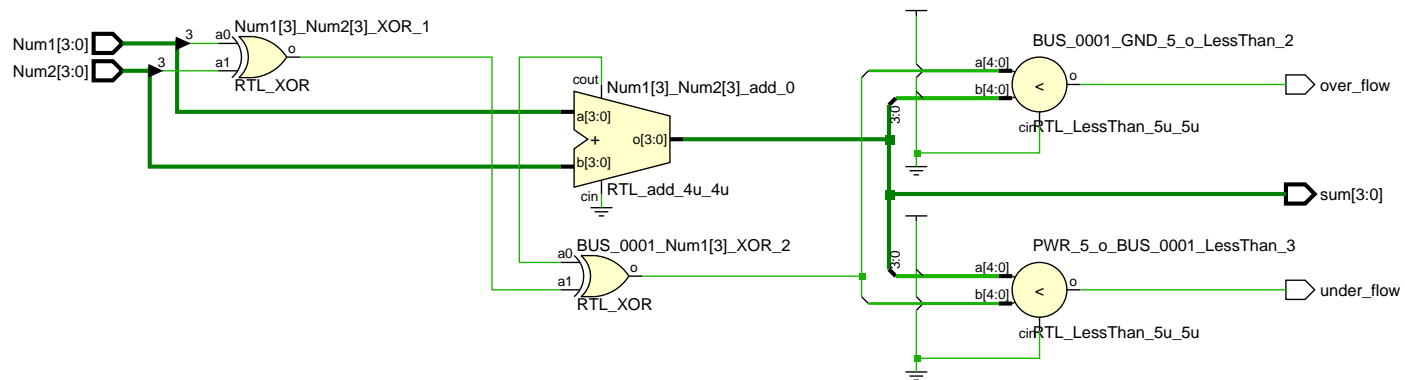 Num1[3:0]
Num2[3:0]
3
3
Num1[3]_Num2[3]_XOR_1
a0
a1
o
RTL_XOR
cout
Num1[3]_Num2[3]_add_0
a[3:0]
+
o[3:0]
b[3:0]
cin
RTL_add_4u_4u
BUS_0001_Num1[3]_XOR_2
a0
a1
o
RTL_XOR
BUS_0001_GND_5_o_LessThan_2
a[4:0]
b[4:0]
3:0
<
o
over_flow
cin
RTL_LessThan_5u_5u
sum[3:0]
PWR_5_o_BUS_0001_LessThan_3
3:0
a[4:0]
b[4:0]
<
o
under_flow
cin
RTL_LessThan_5u_5u